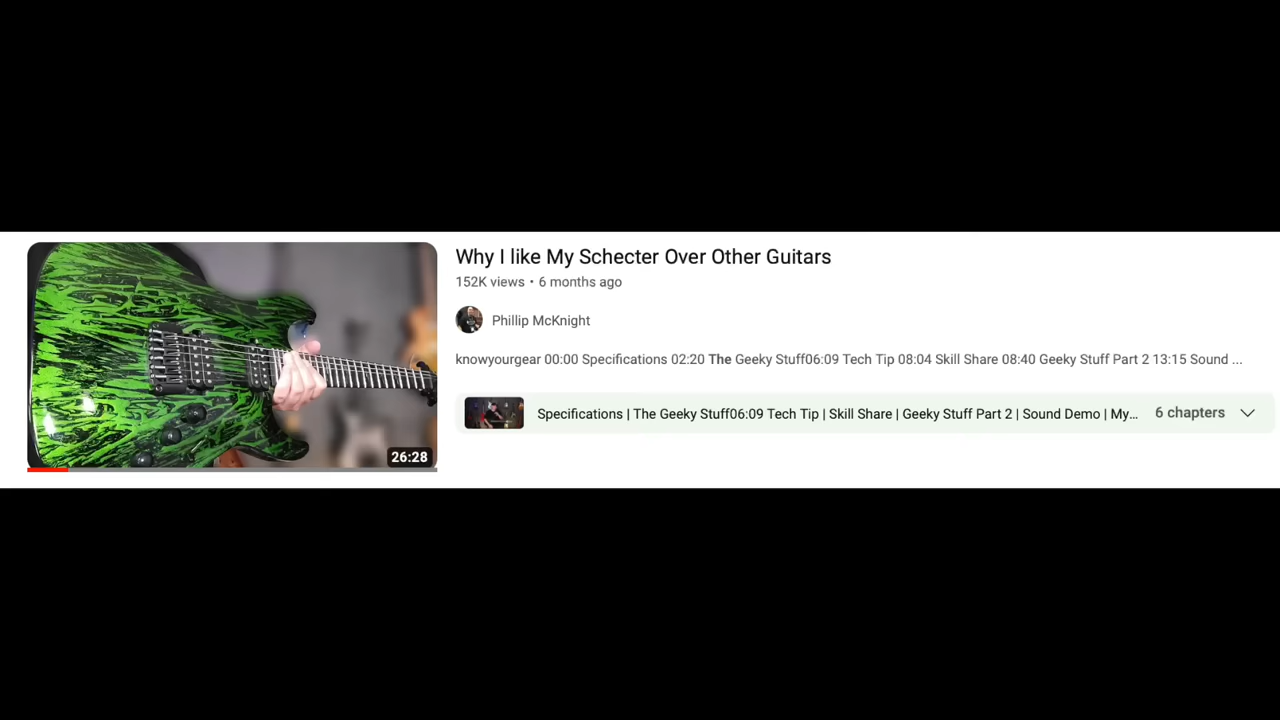 Why I like My Schecter Over Other Guitars
152K views • 6 months ago
Phillip McKnight
knowyourgear 00:00 Specifications 02:20 The Geeky Stuff06:09 Tech Tip 08:04 Skill Share 08:40 Geeky Stuff Part 2 13:15 Sound ...
26:28
Specifications | The Geeky Stuff06:09 Tech Tip | Skill Share | Geeky Stuff Part 2 | Sound Demo | My...
6 chapters